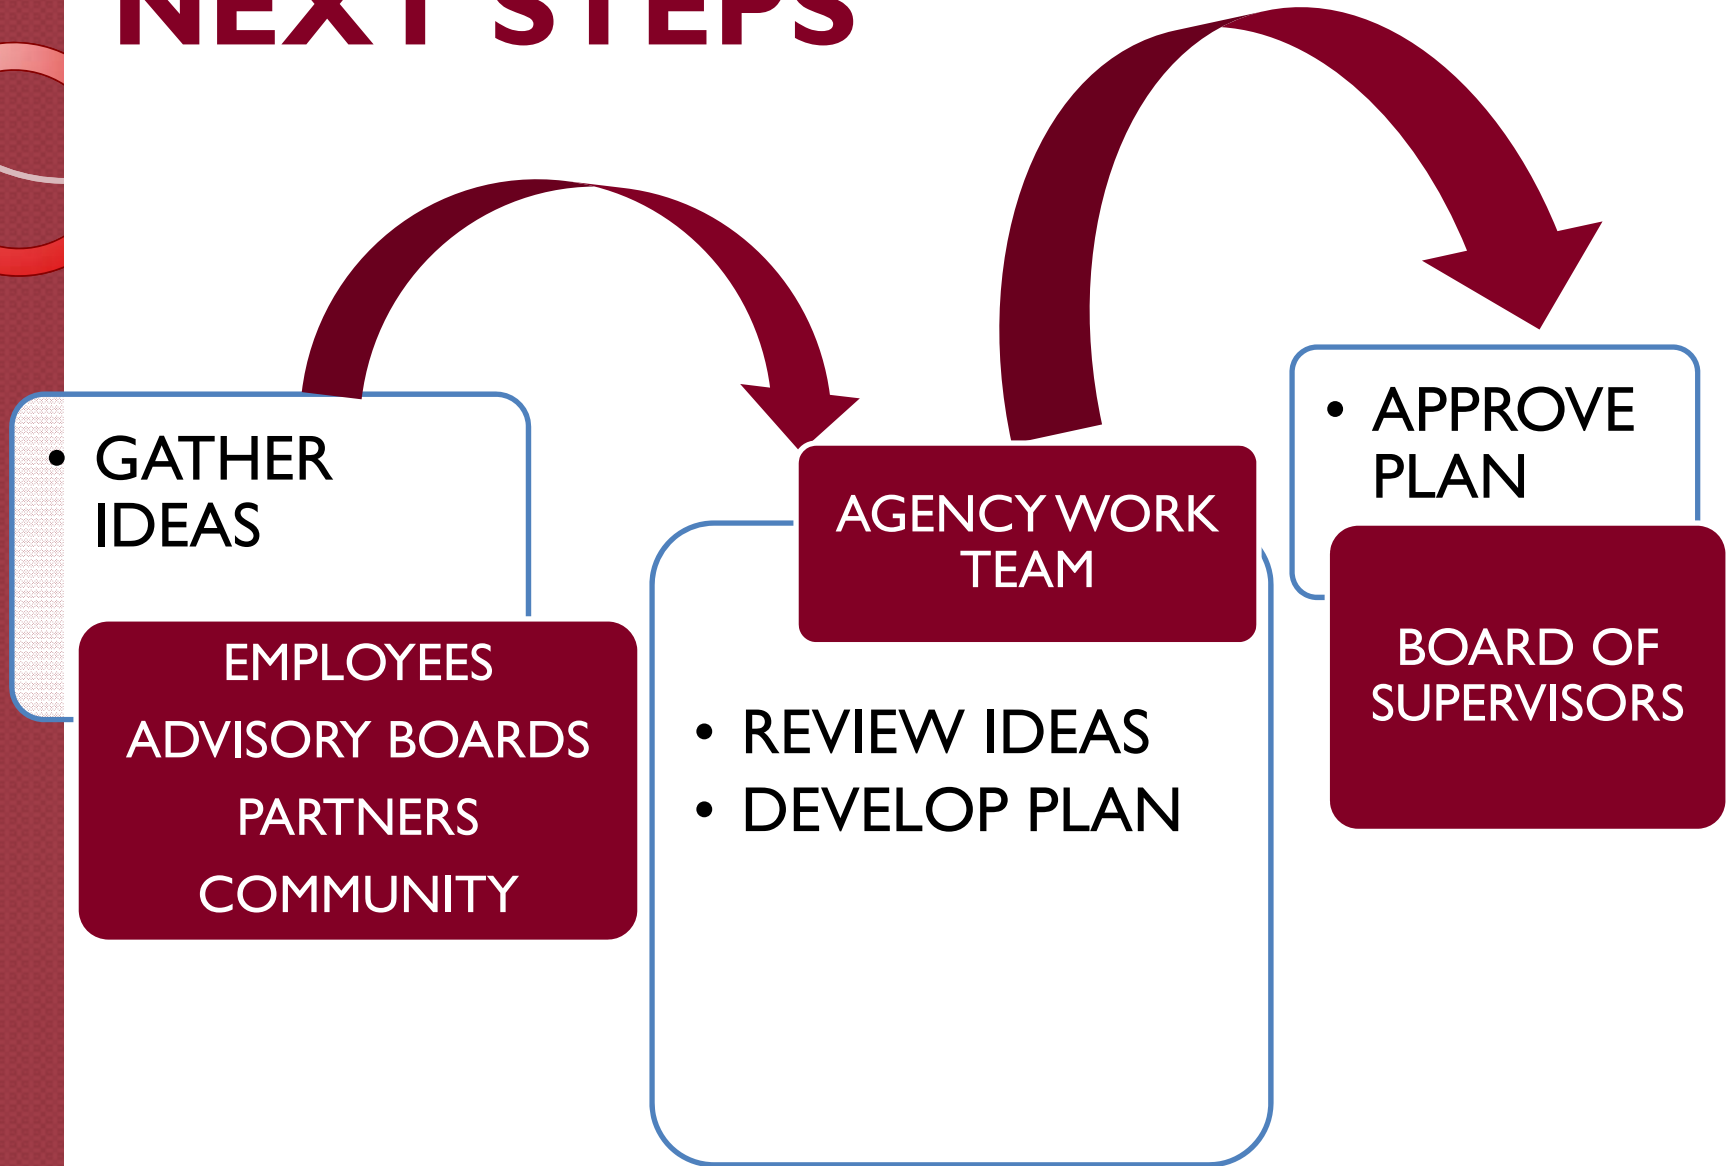 NEXT STEPS
• GATHER
IDEAS
EMPLOYEES
ADVISORY BOARDS
PARTNERS
COMMUNITY
AGENCY WORK
TEAM
• REVIEW IDEAS
• DEVELOP PLAN
• APPROVE
PLAN
BOARD OF
SUPERVISORS